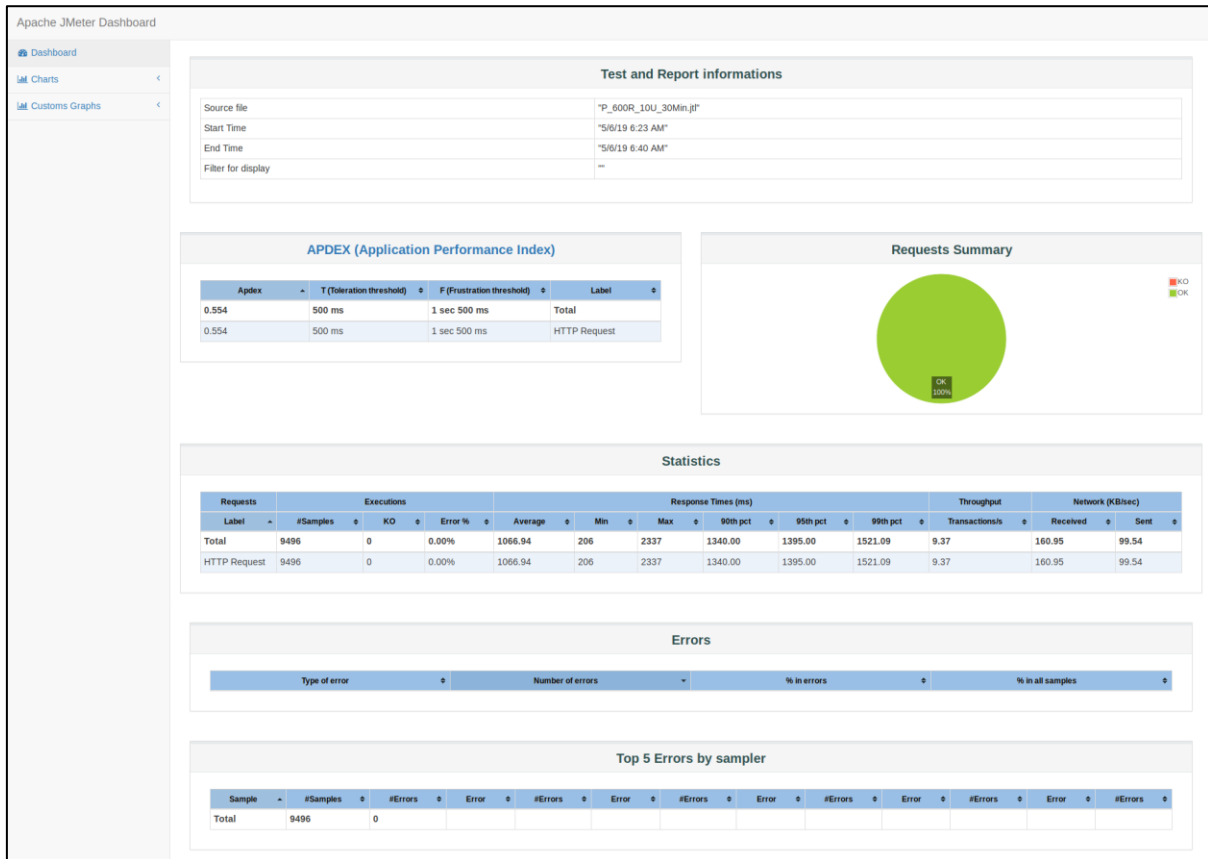 Apache JMeter Dashboard
Dashboard
Charts
Customs Graphs
Test and Report informations
Source file "P_600R_10U_30Min.jtl"
Start Time "5/6/19 6:23 AM"
End Time "5/6/19 6:40 AM"
Filter for display ""
APDEX (Application Performance Index)
Apdex T (Toleration threshold) F (Frustration threshold) Label
0.554 500 ms 1 sec 500 ms Total
0.554 500 ms 1 sec 500 ms HTTP Request
Requests Summary
KO
OK
OK
100%
Statistics
Requests Executions Response Times (ms) Throughput Network (KB/sec)
Label #Samples KO Error % Average Min Max 90th pct 95th pct 99th pct Transactions/s Received Sent
Total 9496 0 0.00% 1066.94 206 2337 1340.00 1395.00 1521.09 9.37 160.95 99.54
HTTP Request 9496 0 0.00% 1066.94 206 2337 1340.00 1395.00 1521.09 9.37 160.95 99.54
Errors
Type of error Number of errors % in errors % in all samples
Top 5 Errors by sampler
Sample #Samples #Errors Error #Errors Error #Errors Error #Errors Error #Errors Error #Errors
Total 9496 0